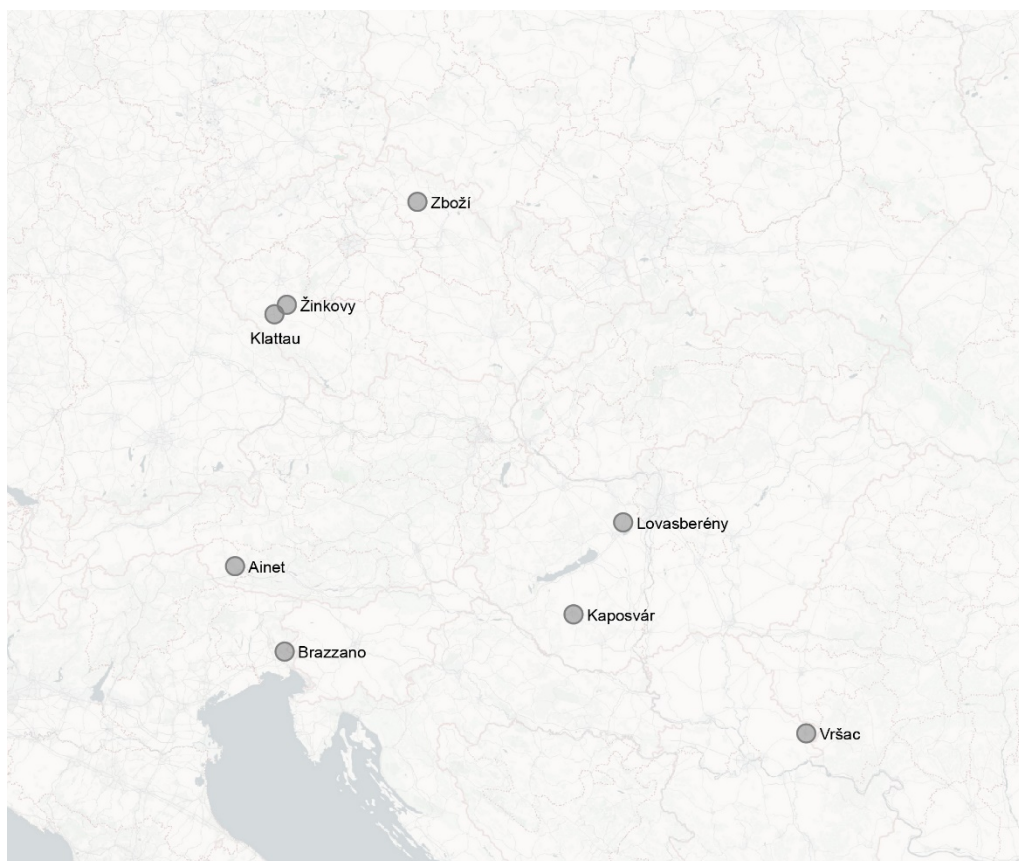 Zboží
Žinkovy
Klattau
Lovasberény
Ainet
Kaposvár
Brazzano
Vršac